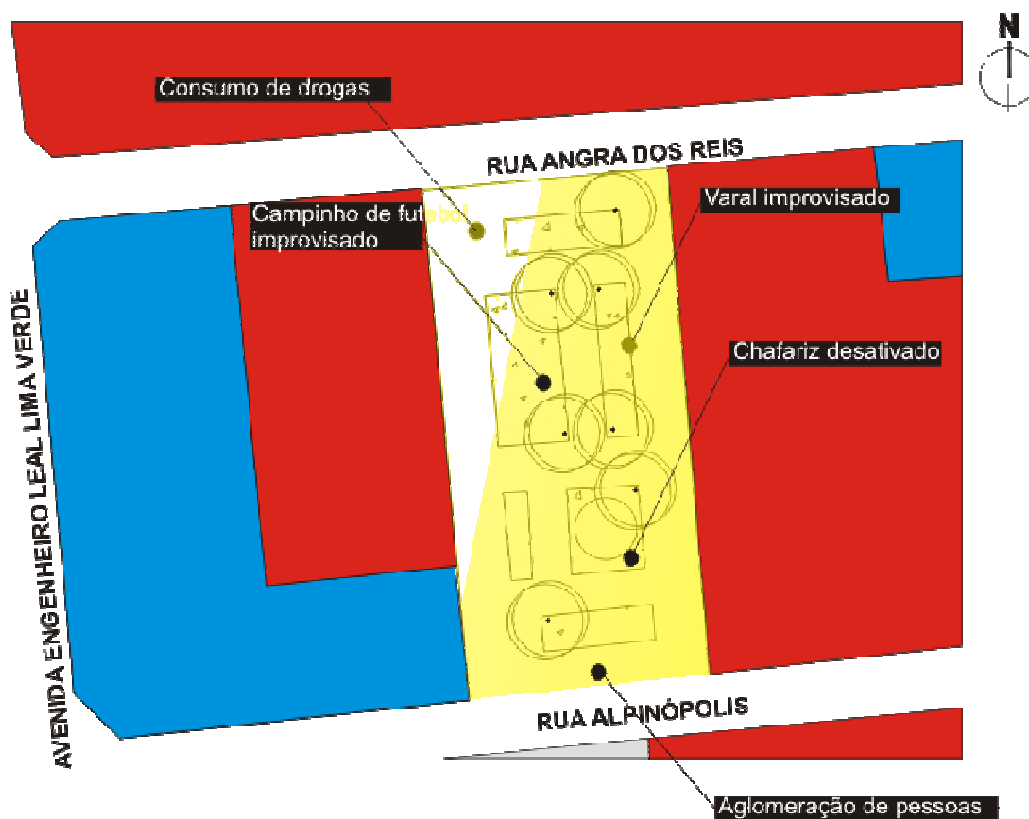 N
Consumo de drogas
RUA ANGRA DOS REIS
Varal improvisado
Campinho de futebol
improvisado
Chafariz desativado
AVENIDA ENGENHEIRO LEAL LIMA VERDE
RUA ALPINÓPOLIS
Aglomeração de pessoas